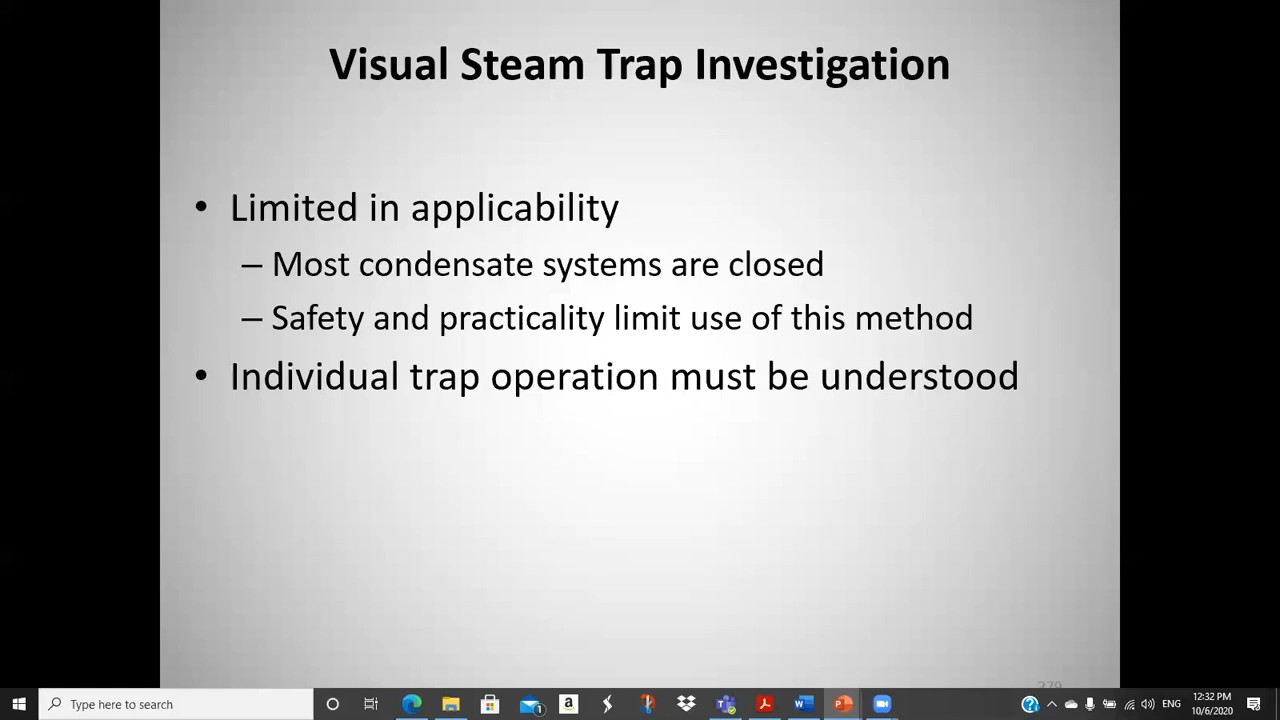 Visual Steam Trap Investigation
• Limited in applicability
– Most condensate systems are closed
– Safety and practicality limit use of this method
• Individual trap operation must be understood
Type here to search
ENG
12:32 PM
10/6/2020